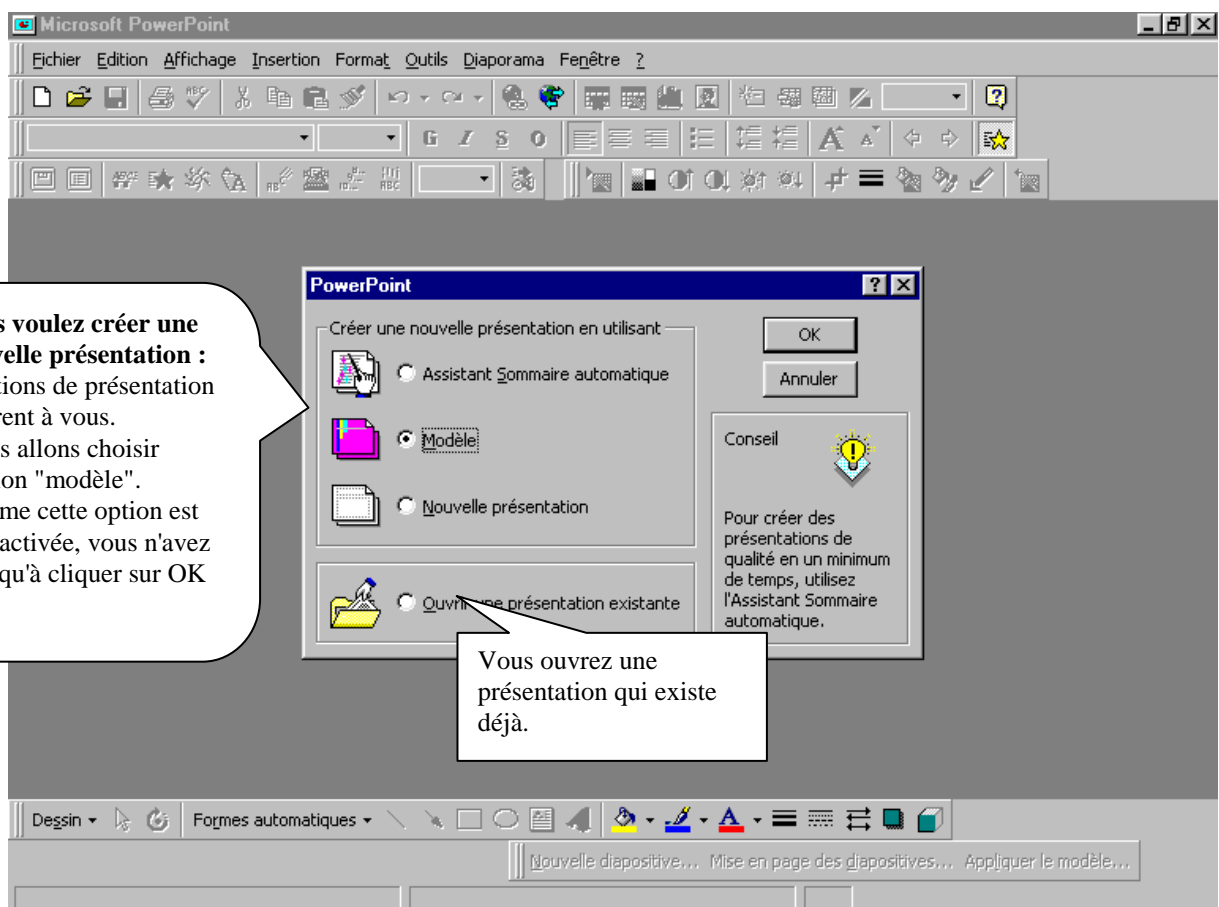 Microsoft PowerPoint
Fichier Edition Affichage Insertion Format Outils Diaporama Fenêtre ?
G I S O
PowerPoint
Créer une nouvelle présentation en utilisant
Assistant Sommaire automatique
Modèle
Nouvelle présentation
Ouvrir une présentation existante
OK
Annuler
Conseil
Pour créer des
présentations de
qualité en un minimum
de temps, utilisez
l'Assistant Sommaire
automatique.
s voulez créer une
velle présentation :
tions de présentation
rent à vous.
s allons choisir
ion "modèle".
me cette option est
activée, vous n'avez
qu'à cliquer sur OK
Vous ouvrez une
présentation qui existe
déjà.
Dessin Formes automatiques
Nouvelle diapositive... Mise en page des diapositives... Appliquer le modèle...